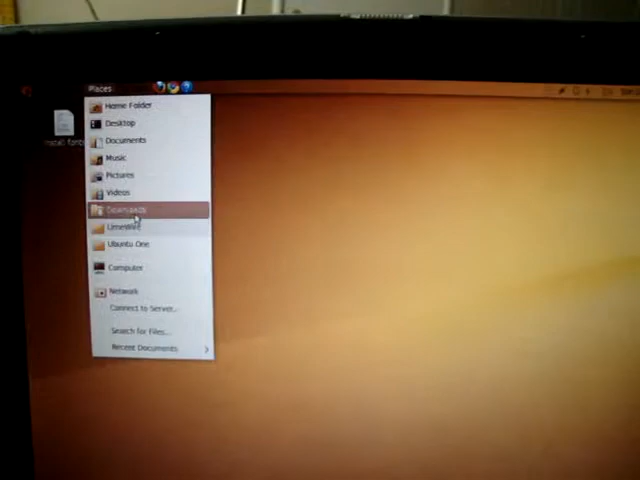 Places
Home Folder
Desktop
Documents
Music
Pictures
Videos
Downloads
LimeWire
Ubuntu One
Computer
Network
Connect to Server...
Search for Files...
Recent Documents